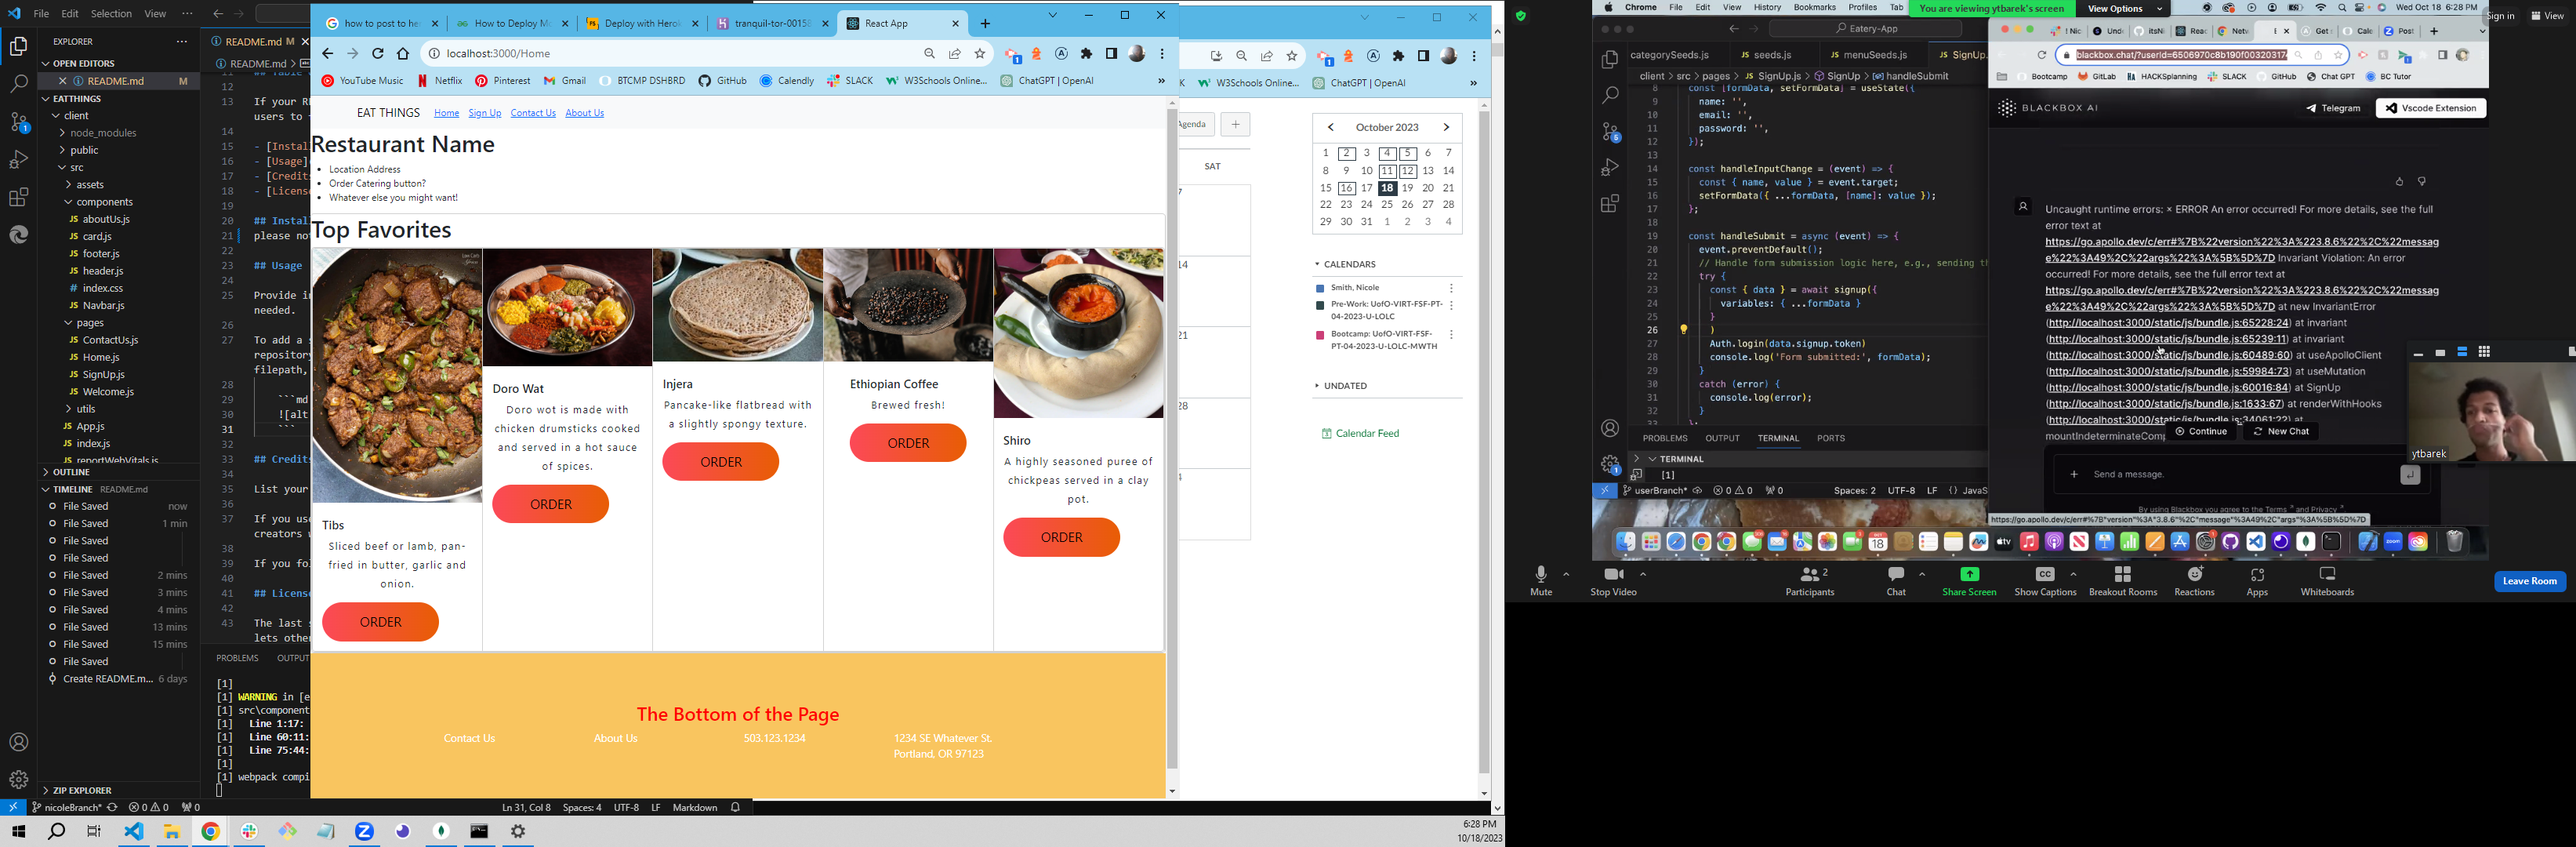 File Edit Selection View ···
EXPLORER
OPEN EDITORS
README.md M
EATTHINGS
client
node_modules
public
src
assets
components
aboutUs.js
card.js
footer.js
header.js
index.css
Navbar.js
pages
ContactUs.js
Home.js
SignUp.js
Welcome.js
utils
App.js
index.js
reportWebVitals.js
OUTLINE
TIMELINE README.md
File Saved now
File Saved 1 min
File Saved
File Saved
File Saved 2 mins
File Saved 3 mins
File Saved 4 mins
File Saved 13 mins
File Saved 15 mins
File Saved
Create README.m... 6 days
ZIP EXPLORER
README.md M
README.md
12
13 If your RE
users to
14
15 - [Instal
16 - [Usage]
17 - [Credits
18 - [License
19
20 ## Instal
21 please no
22
23 ## Usage
24
25 Provide in
needed.
26
27 To add a s
repository
filepath,
28
29 ```md
30 ![alt
31 ```
32
33 ## Credits
34
35 List your
36
37 If you use
creators w
38
39 If you fol
40
41 ## License
42
43 The last s
lets other
PROBLEMS OUTPUT
[1]
[1] WARNING in [e
[1] src\component
[1] Line 1:17:
[1] Line 60:11:
[1] Line 75:44:
[1]
[1] webpack compi
nicoleBranch* 0 0 0
Ln 31, Col 8 Spaces: 4 UTF-8 LF Markdown
how to post to he
How to Deploy Mo
Deploy with Herok
tranquil-tor-0015
React App
localhost:3000/Home
YouTube Music Netflix Pinterest Gmail BTCMP DSHBRD GitHub Calendly SLACK W3Schools Online... ChatGPT | OpenAI
EAT THINGS Home Sign Up Contact Us About Us
Restaurant Name
Location Address
Order Catering button?
Whatever else you might want!
Top Favorites
Tibs
Sliced beef or lamb, pan-
fried in butter, garlic and
onion.
ORDER
Doro Wat
Doro wot is made with
chicken drumsticks cooked
and served in a hot sauce
of spices.
ORDER
Injera
Pancake-like flatbread with
a slightly spongy texture.
ORDER
Ethiopian Coffee
Brewed fresh!
ORDER
Shiro
A highly seasoned puree of
chickpeas served in a clay
pot.
ORDER
The Bottom of the Page
Contact Us About Us 503.123.1234 1234 SE Whatever St.
Portland, OR 97123
SLACK W3Schools Online... ChatGPT | OpenAI
Agenda +
SAT
7
14
21
28
4
October 2023
1 2 3 4 5 6 7
8 9 10 11 12 13 14
15 16 17 18 19 20 21
22 23 24 25 26 27 28
29 30 31 1 2 3 4
CALENDARS
Smith, Nicole
Pre-Work: UofO-VIRT-FSF-PT-
04-2023-U-LOLC
Bootcamp: UofO-VIRT-FSF-
PT-04-2023-U-LOLC-MWTH
UNDATED
Calendar Feed
6:28 PM
10/18/2023
Chrome File Edit View History Bookmarks Profiles Tab
You are viewing ytbarek's screen View Options
Wed Oct 18 6:28 PM
Sign in View
Eatery-App
categorySeeds.js seeds.js menuSeeds.js SignUp.
client > src > pages > SignUp.js > SignUp > handleSubmit
8 const [formData, setFormData] = useState({
9 name: '',
10 email: '',
11 password: '',
12 });
13
14 const handleInputChange = (event) => {
15 const { name, value } = event.target;
16 setFormData({ ...formData, [name]: value });
17 };
18
19 const handleSubmit = async (event) => {
20 event.preventDefault();
21 // Handle form submission logic here, e.g., sending th
22 try {
23 const { data } = await signup({
24 variables: { ...formData }
25 }
26 )
27 Auth.login(data.signup.token)
28 console.log('Form submitted:', formData);
29 }
30 catch (error) {
31 console.log(error);
32 }
33 };
PROBLEMS OUTPUT TERMINAL PORTS
TERMINAL
[1]
userBranch* 0 0 0 Spaces: 2 UTF-8 LF {} JavaS
blackbox.chat/?userId=6506970c8b190f00320317
Bootcamp GitLab HACKSplanning SLACK GitHub Chat GPT BC Tutor
BLACKBOX AI Telegram Vscode Extension
Uncaught runtime errors: × ERROR An error occurred! For more details, see the full
error text at
https://go.apollo.dev/c/err#%7B%22version%22%3A%223.8.6%22%2C%22messag
e%22%3A49%2C%22args%22%3A%5B%5D%7D Invariant Violation: An error
occurred! For more details, see the full error text at
https://go.apollo.dev/c/err#%7B%22version%22%3A%223.8.6%22%2C%22messag
e%22%3A49%2C%22args%22%3A%5B%5D%7D at new InvariantError
(http://localhost:3000/static/js/bundle.js:65228:24) at invariant
(http://localhost:3000/static/js/bundle.js:65239:11) at invariant
(http://localhost:3000/static/js/bundle.js:60489:60) at useApolloClient
(http://localhost:3000/static/js/bundle.js:59984:73) at useMutation
(http://localhost:3000/static/js/bundle.js:60016:84) at SignUp
(http://localhost:3000/static/js/bundle.js:1633:67) at renderWithHooks
(http://localhost:3000/static/js/bundle.js:34061:22) at
mountIndeterminateComp
Continue New Chat
Send a message.
By using Blackbox you agree to the Terms and Privacy
https://go.apollo.dev/c/err#%7B"version"%3A"3.8.6"%2C"message"%3A49%2C"args"%3A%5B%5D%7D
ytbarek
Mute Stop Video Participants 2 Chat Share Screen Show Captions Breakout Rooms Reactions Apps Whiteboards Leave Room